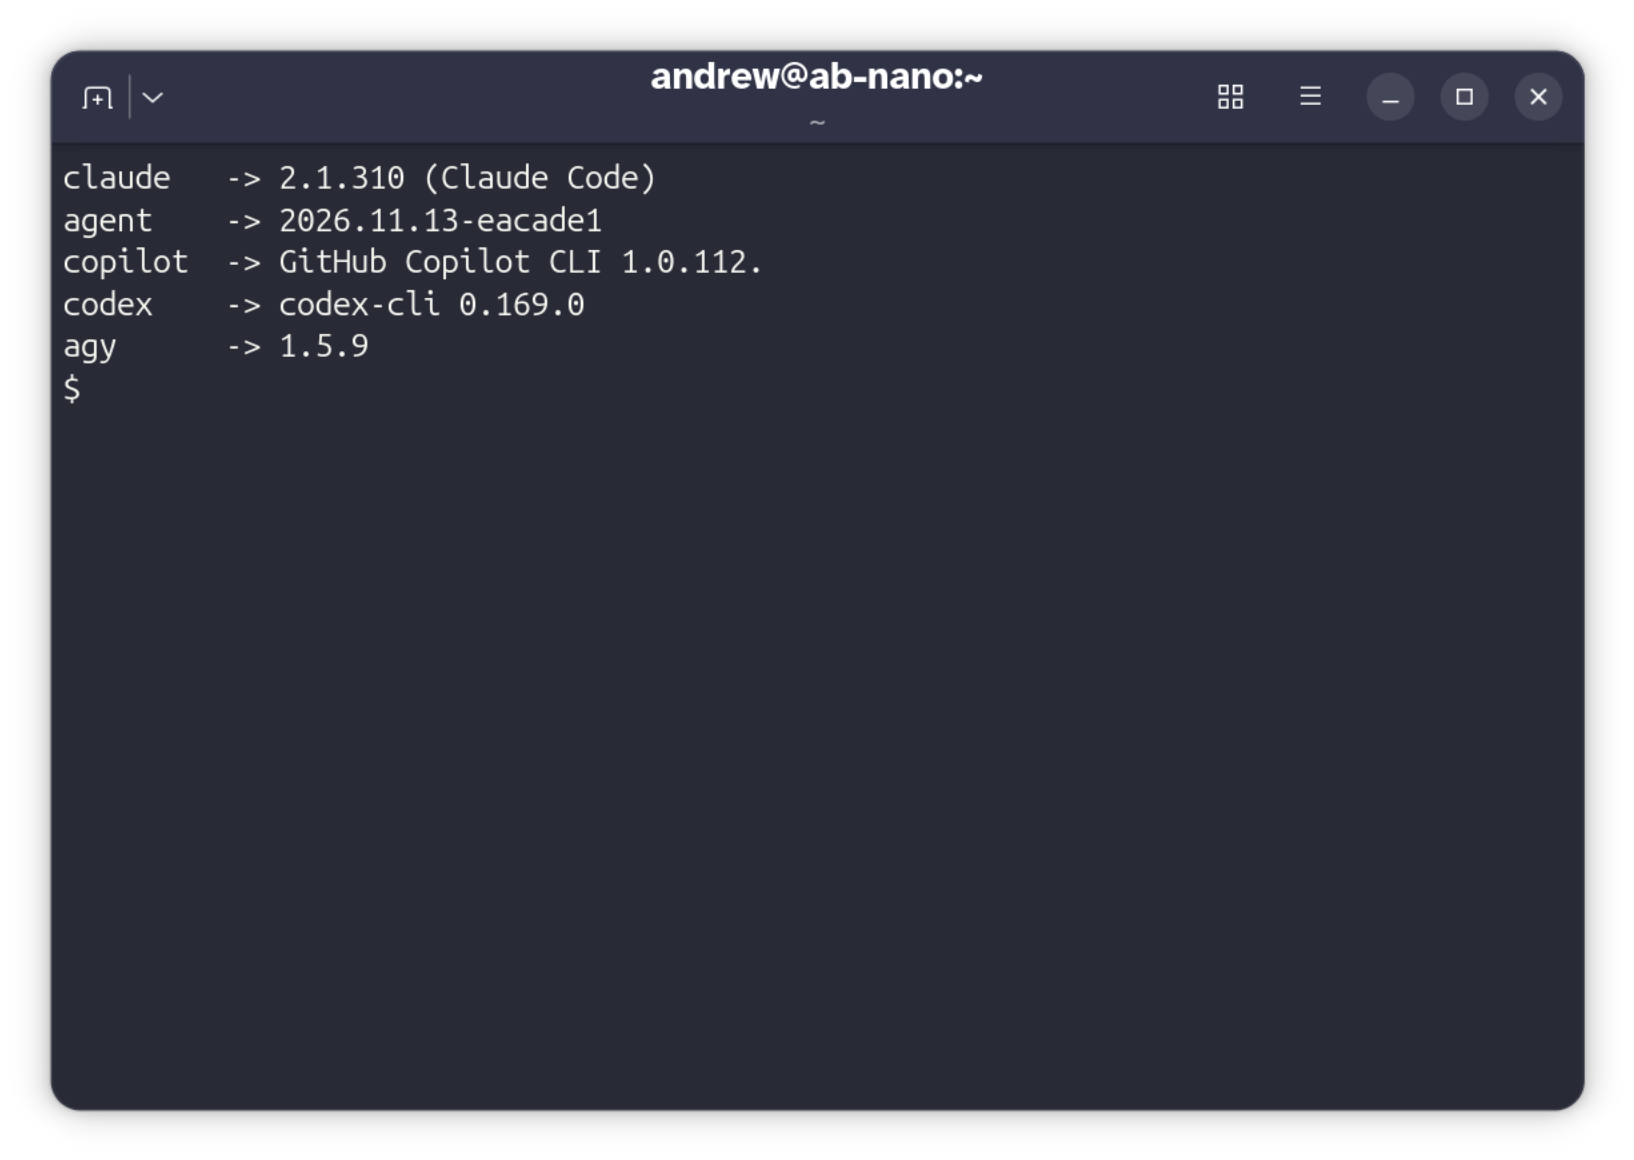 andrew@ab-nano:~
~
claude   -> 2.1.310 (Claude Code)
agent    -> 2026.11.13-eacade1
copilot  -> GitHub Copilot CLI 1.0.112.
codex    -> codex-cli 0.169.0
agy      -> 1.5.9
$